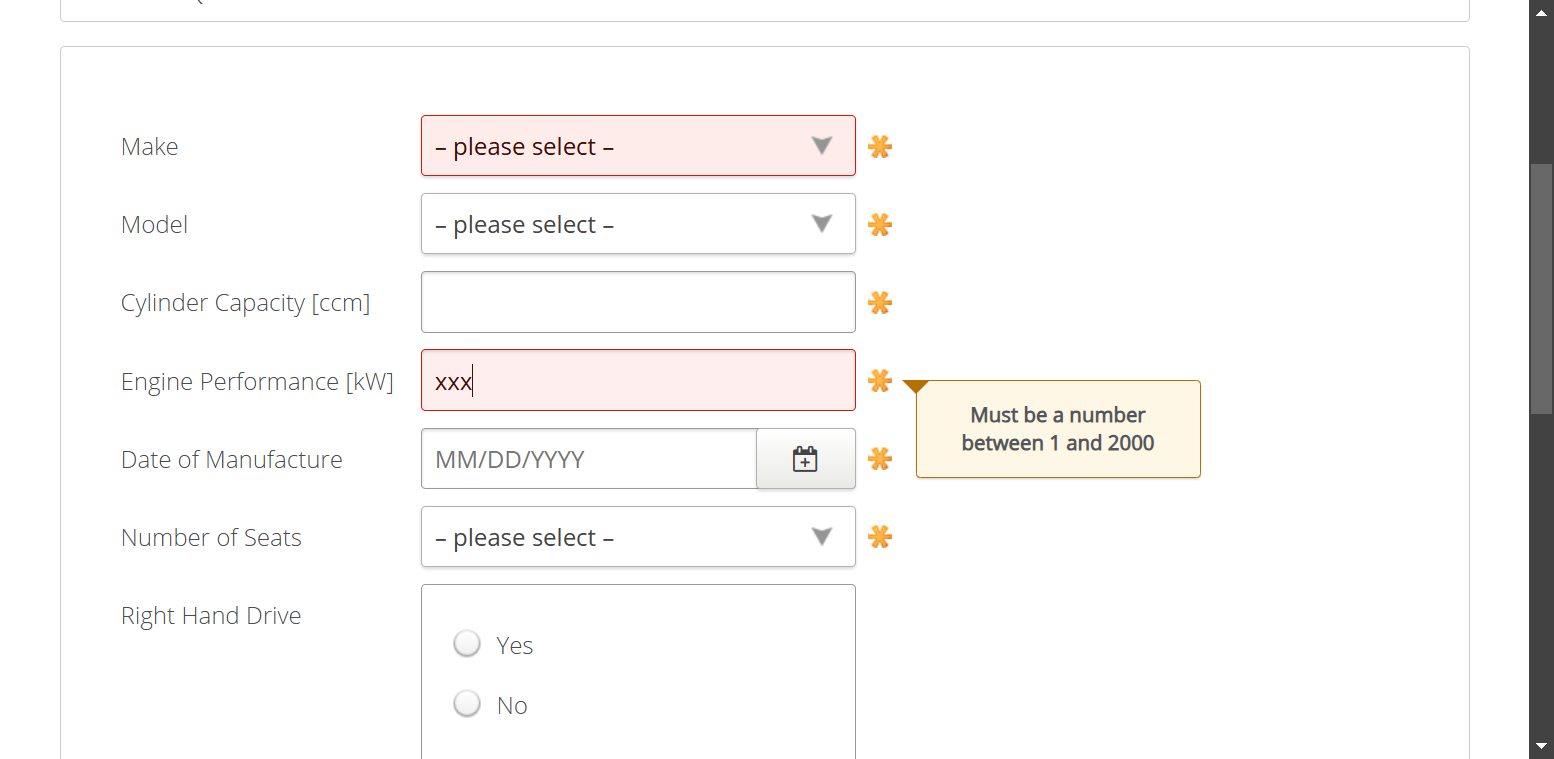 Make
– please select –
Model
– please select –
Cylinder Capacity [ccm]
Engine Performance [kW]
xxx
Must be a number
between 1 and 2000
Date of Manufacture
MM/DD/YYYY
Number of Seats
– please select –
Right Hand Drive
Yes
No